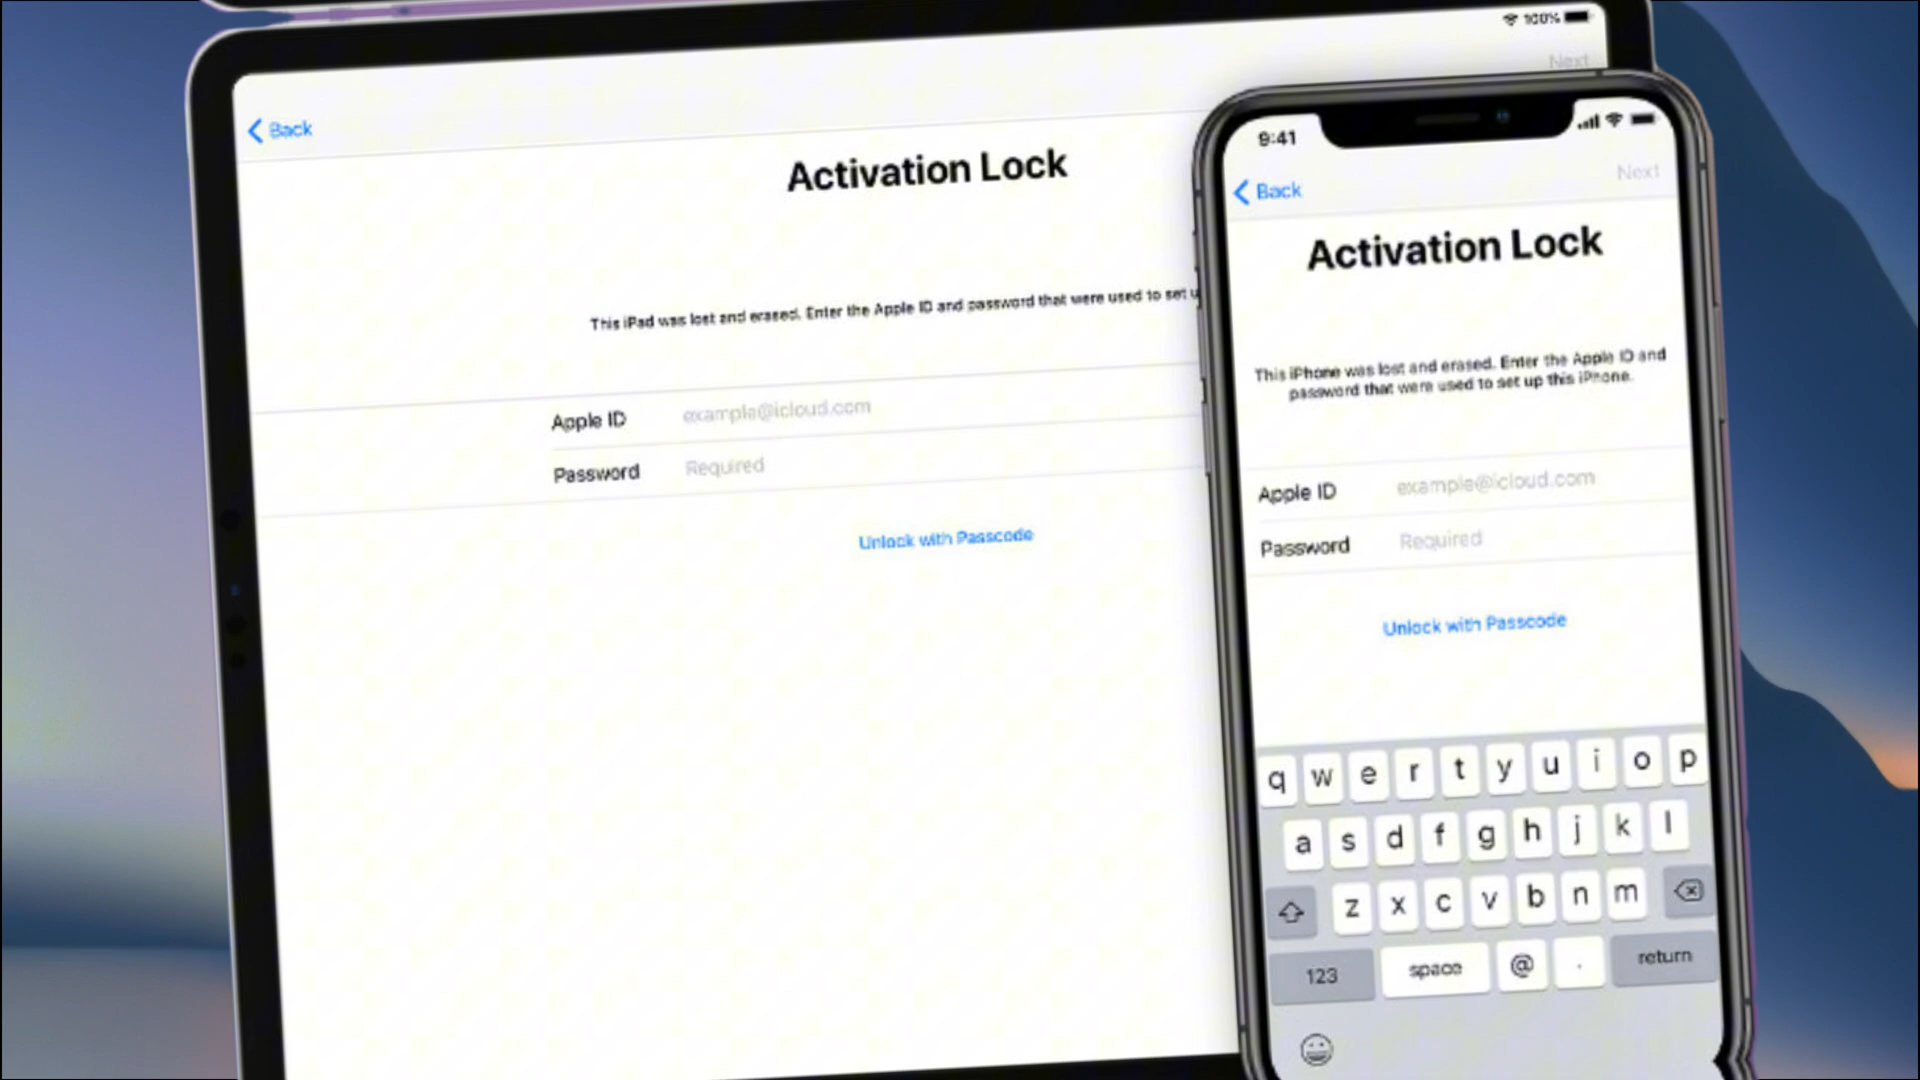 100%
Next
Back
Activation Lock
This iPad was lost and erased. Enter the Apple ID and password that were used to set u
Apple ID example@icloud.com
Password Required
Unlock with Passcode
9:41
Back Next
Activation Lock
This iPhone was lost and erased. Enter the Apple ID and
password that were used to set up this iPhone.
Apple ID example@icloud.com
Password Required
Unlock with Passcode
q w e r t y u i o p
a s d f g h j k l
z x c v b n m
123 space @ . return